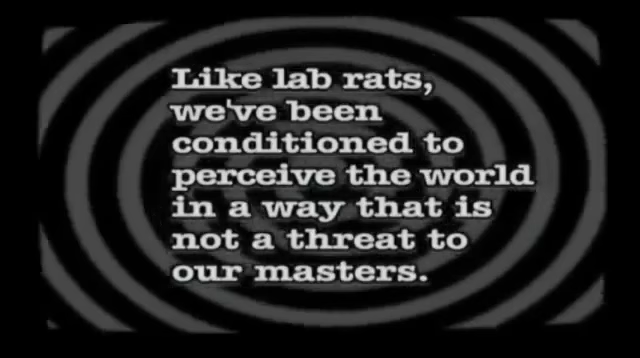 Like lab rats,
we've been
conditioned to
perceive the world
in a way that is
not a threat to
our masters.